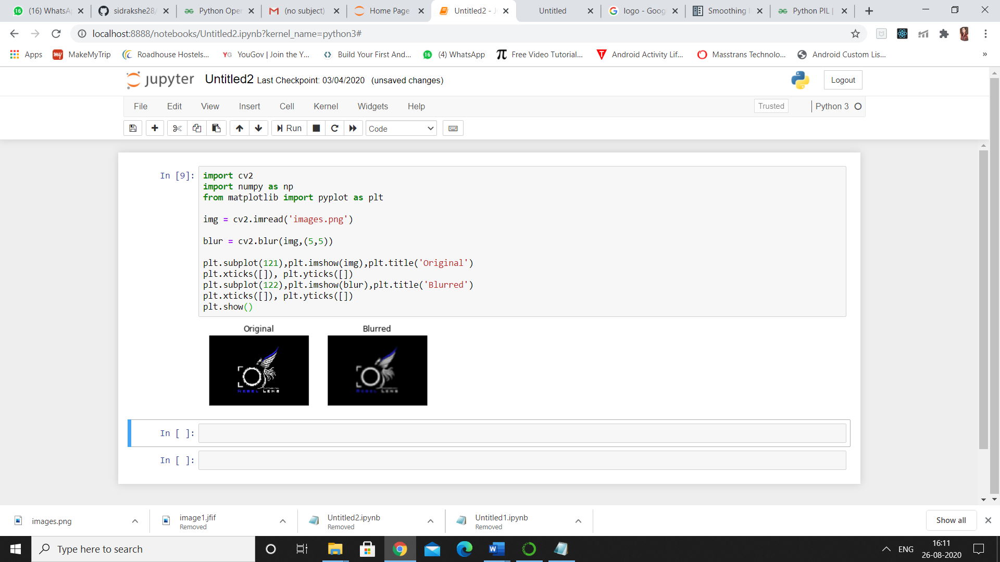 (16) WhatsA
sidrakshe28/
Python Oper
(no subject)
Home Page
Untitled2 - J
Untitled
logo - Goog
Smoothing I
Python PIL |
localhost:8888/notebooks/Untitled2.ipynb?kernel_name=python3#
Apps
MakeMyTrip
Roadhouse Hostels...
YG YouGov | Join the Y...
Build Your First And...
16 (4) WhatsApp
Free Video Tutorial...
Android Activity Lif...
Masstrans Technolo...
Android Custom Lis...
»
jupyter Untitled2 Last Checkpoint: 03/04/2020 (unsaved changes)
Logout
File Edit View Insert Cell Kernel Widgets Help
Trusted
Python 3
Run
Code
In [9]:
import cv2
import numpy as np
from matplotlib import pyplot as plt
img = cv2.imread('images.png')
blur = cv2.blur(img,(5,5))
plt.subplot(121),plt.imshow(img),plt.title('Original')
plt.xticks([]), plt.yticks([])
plt.subplot(122),plt.imshow(blur),plt.title('Blurred')
plt.xticks([]), plt.yticks([])
plt.show()
Original Blurred
REBEL LENS
REBEL LENS
In [ ]:
In [ ]:
images.png
image1.jfif
Removed
Untitled2.ipynb
Removed
Untitled1.ipynb
Removed
Show all
Type here to search
ENG
16:11
26-08-2020